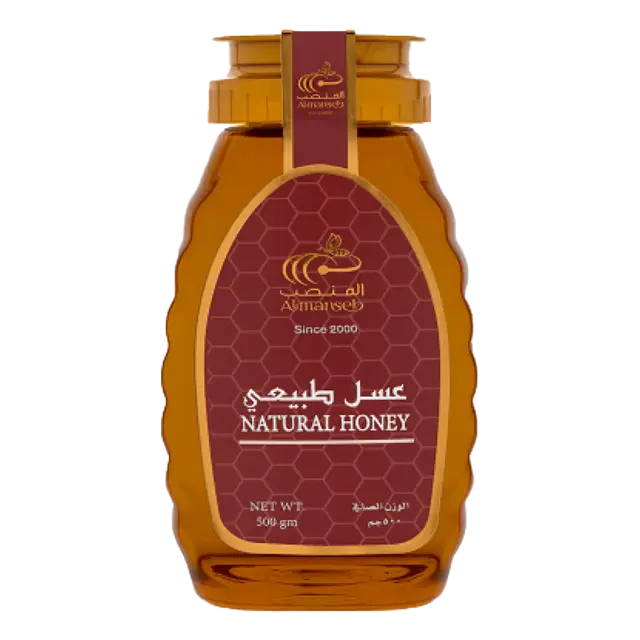 المنصب
Almanseb
المنصب
Almanseb
Since 2000
عسل طبيعي
NATURAL HONEY
NET WT. الوزن الصافي
500 gm ٥٠٠ جم